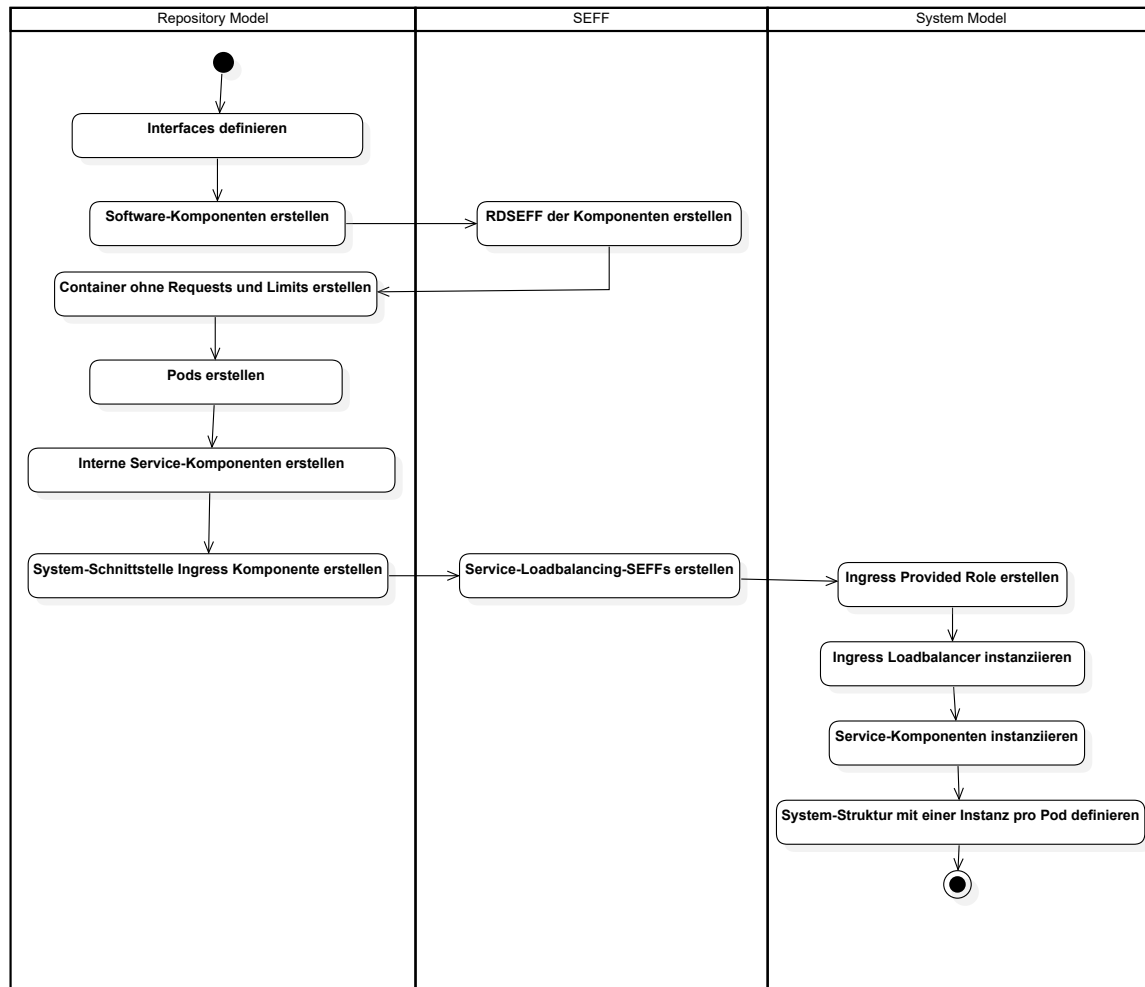 Repository Model
SEFF
System Model
Interfaces definieren
Software-Komponenten erstellen
RDSEFF der Komponenten erstellen
Container ohne Requests und Limits erstellen
Pods erstellen
Interne Service-Komponenten erstellen
System-Schnittstelle Ingress Komponente erstellen
Service-Loadbalancing-SEFFs erstellen
Ingress Provided Role erstellen
Ingress Loadbalancer instanziieren
Service-Komponenten instanziieren
System-Struktur mit einer Instanz pro Pod definieren